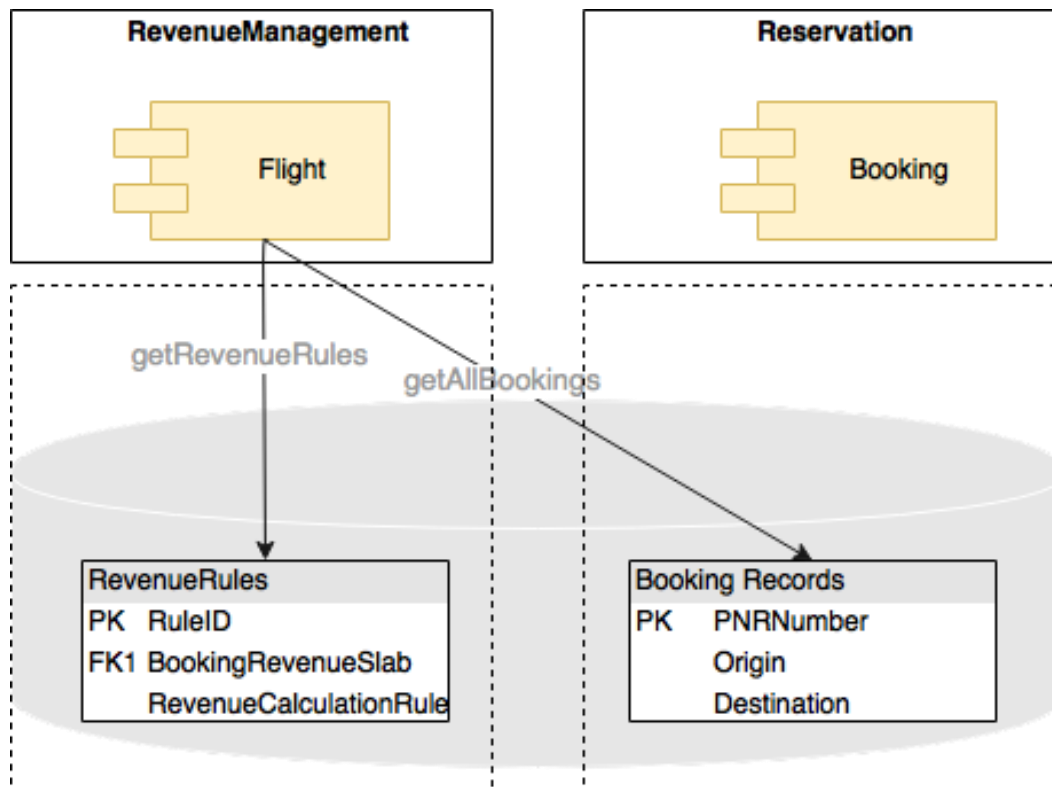 RevenueManagement
Reservation
Flight
Booking
getRevenueRules
getAllBookings
RevenueRules
PK RuleID
FK1 BookingRevenueSlab
RevenueCalculationRule
Booking Records
PK PNRNumber
Origin
Destination